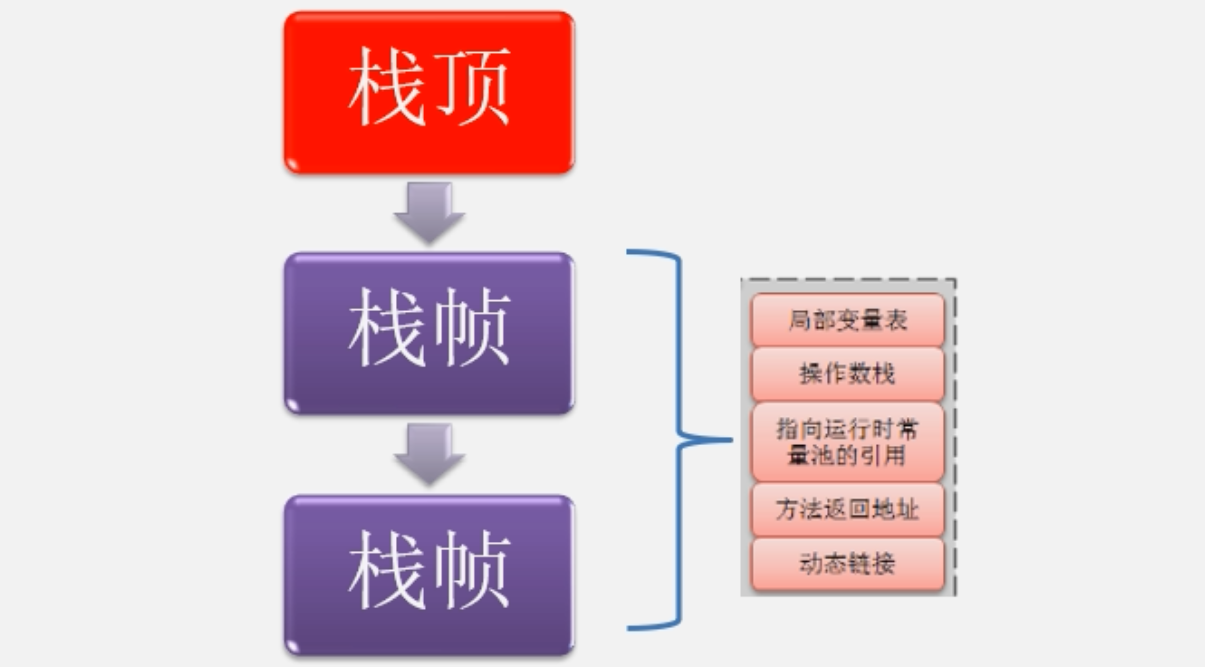 栈顶
栈帧
栈帧
局部变量表
操作数栈
指向运行时常
量池的引用
方法返回地址
动态链接